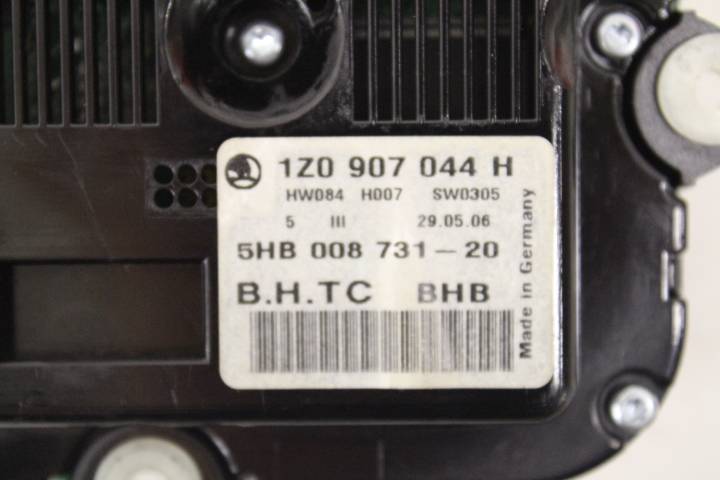 1Z0 907 044 H
HW084 H007 SW0305
5 III 29.05.06
5HB 008 731-20
B.H.TC BHB
Made in Germany